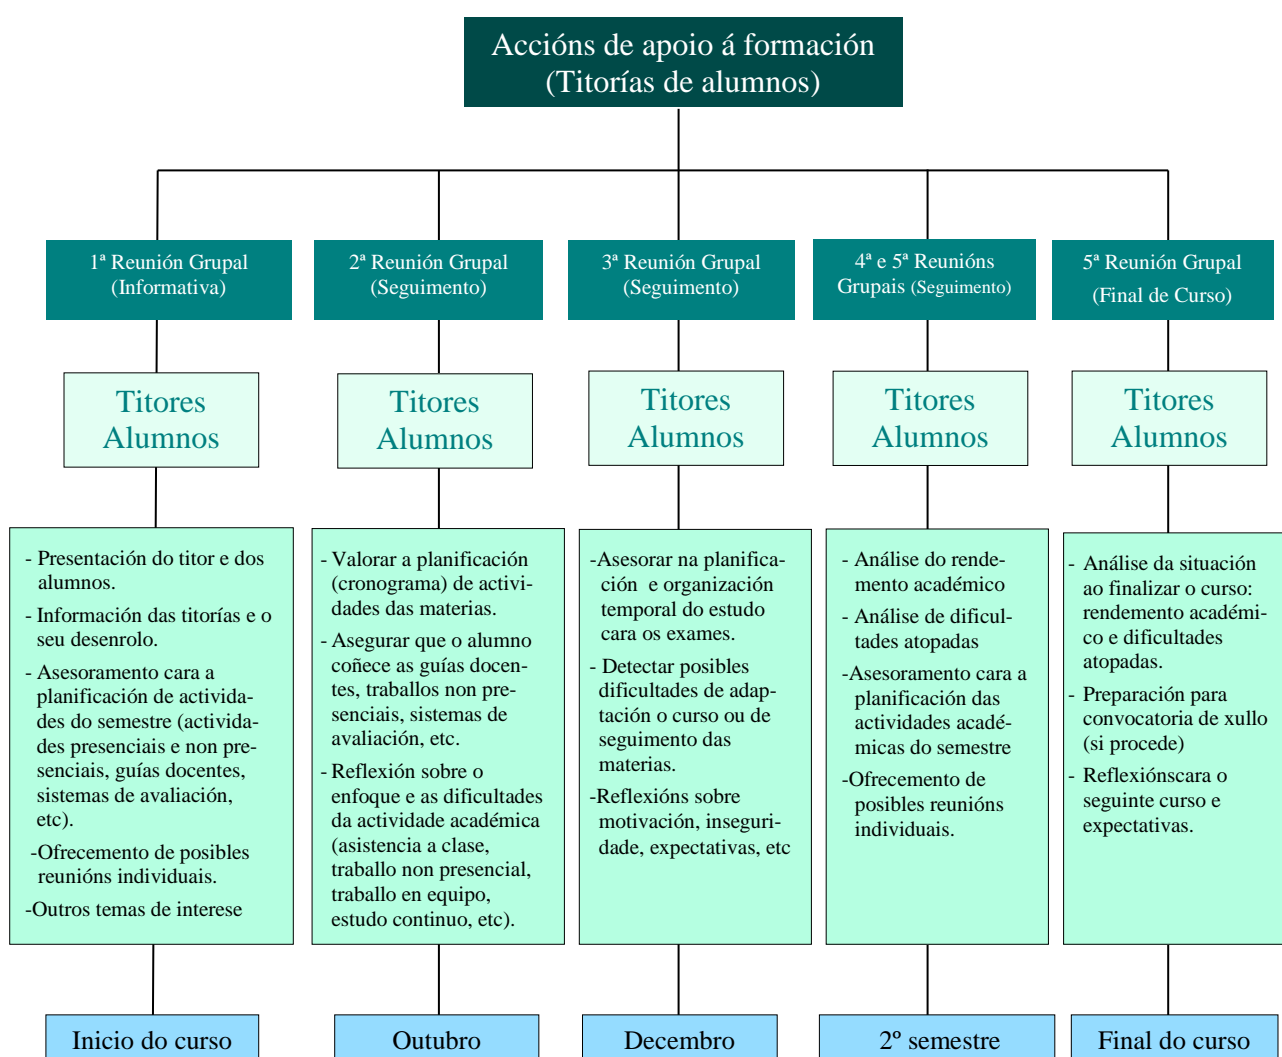 Accións de apoio á formación
(Titorías de alumnos)
1ª Reunión Grupal
(Informativa)
2ª Reunión Grupal
(Seguimento)
3ª Reunión Grupal
(Seguimento)
4ª e 5ª Reunións
Grupais (Seguimento)
5ª Reunión Grupal
(Final de Curso)
Titores
Alumnos
Titores
Alumnos
Titores
Alumnos
Titores
Alumnos
Titores
Alumnos
- Presentación do titor e dos
alumnos.
- Información das titorías e o
seu desenrolo.
- Asesoramento cara a
planificación de activida-
des do semestre (activi-
dades presenciais e non pre-
senciais, guías docentes,
sistemas de avaliación,
etc).
-Ofrecemento de posibles
reunións individuais.
-Outros temas de interese
- Valorar a planificación
(cronograma) de activi-
dades das materias.
- Asegurar que o alumno
coñece as guías docen-
tes, traballos non pre-
senciais, sistemas de
avaliación, etc.
- Reflexión sobre o
enfoque e as dificultades
da actividade académica
(asistencia a clase,
traballo non presencial,
traballo en equipo,
estudo continuo, etc).
-Asesorar na planifica-
ción e organización
temporal do estudo
cara os exames.
- Detectar posibles
dificultades de adap-
tación o curso ou de
seguimento das
materias.
-Reflexións sobre
motivación, inseguri-
dade, expectativas, etc
- Análise do rende-
mento académico
- Análise de dificul-
tades atopadas
-Asesoramento cara a
planificación das
actividades acadé-
micas do semestre
-Ofrecemento de
posibles reunións
individuais.
- Análise da situación
ao finalizar o curso:
rendemento académi-
co e dificultades
atopadas.
- Preparación para
convocatoria de xullo
(si procede)
- Reflexiónscara o
seguinte curso e
expectativas.
Inicio do curso
Outubro
Decembro
2º semestre
Final do curso